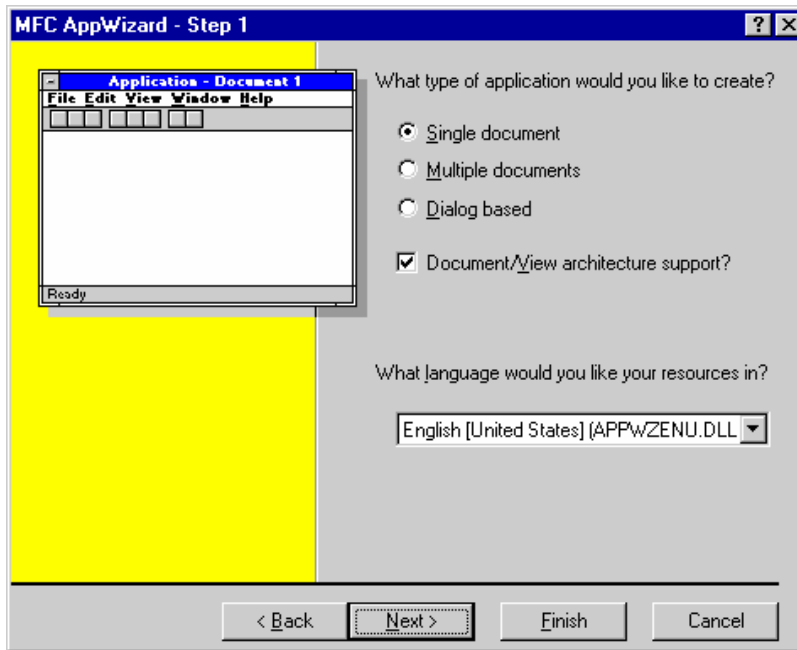 MFC AppWizard - Step 1
Application - Document 1
File Edit View Window Help
Ready
What type of application would you like to create?
Single document
Multiple documents
Dialog based
Document/View architecture support?
What language would you like your resources in?
English [United States] (APPWZENU.DLL
< Back Next > Finish Cancel